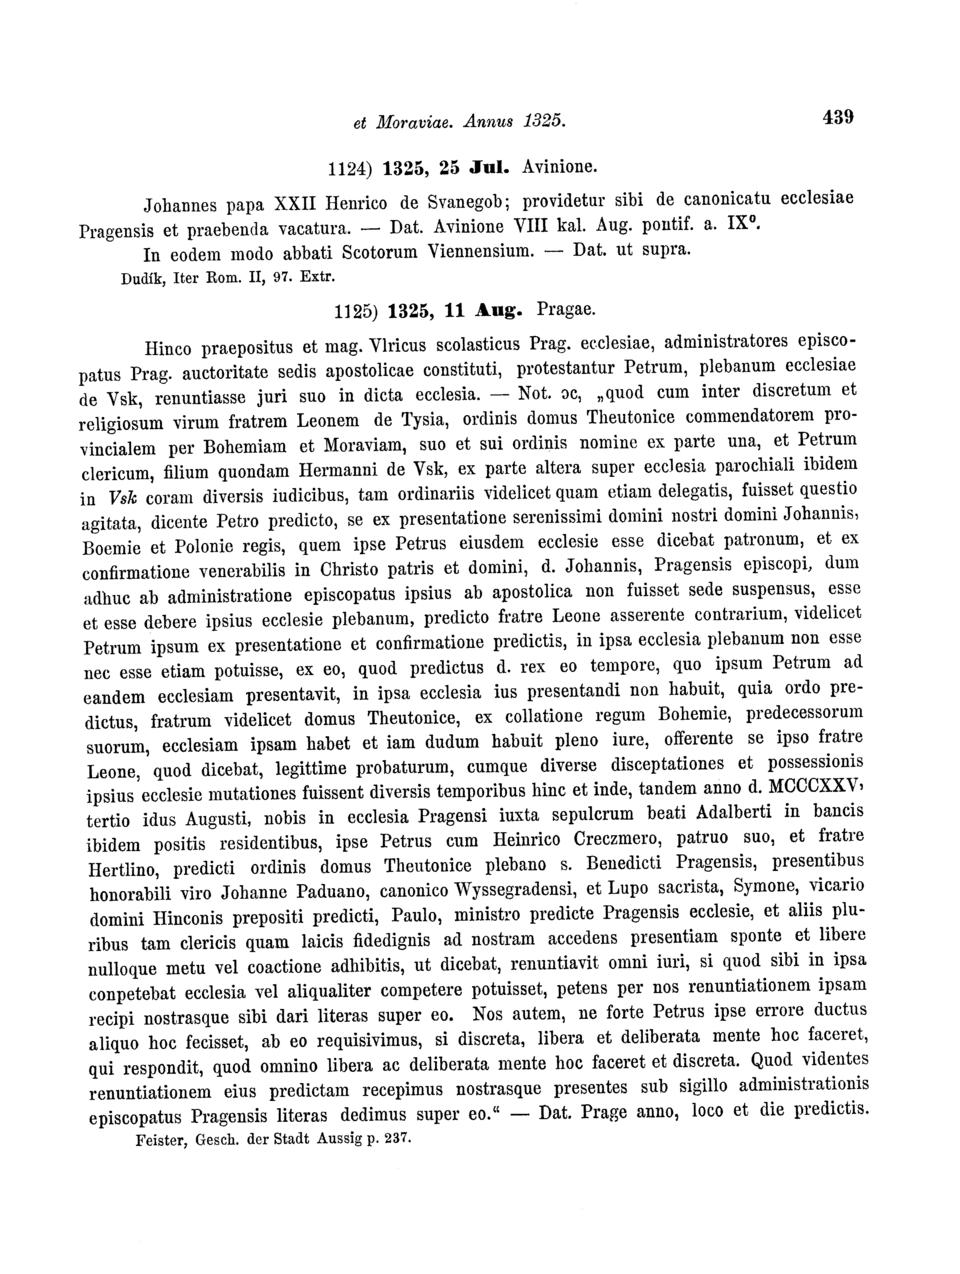 et Moraviae. Annus 1325. 439
1124) 1325, 25 Jul. Avinione.
Johannes papa XXII Henrico de Svanegob; providetur sibi de canonicatu ecclesiae
Pragensis et praebenda vacatura. — Dat. Avinione VIII kal. Aug. pontif. a. IXº.
In eodem modo abbati Scotorum Viennensium. — Dat. ut supra.
Dudík, Iter Rom. II, 97. Extr.
1125) 1325, 11 Aug. Pragae.
Hinco praepositus et mag. Vlricus scolasticus Prag. ecclesiae, administratores episco-
patus Prag. auctoritate sedis apostolicae constituti, protestantur Petrum, plebanum ecclesiae
de Vsk, renuntiasse juri suo in dicta ecclesia. — Not. ɔc, „quod cum inter discretum et
religiosum virum fratrem Leonem de Tysia, ordinis domus Theutonice commendatorem pro-
vincialem per Bohemiam et Moraviam, suo et sui ordinis nomine ex parte una, et Petrum
clericum, filium quondam Hermanni de Vsk, ex parte altera super ecclesia parochiali ibidem
in Vsk coram diversis iudicibus, tam ordinariis videlicet quam etiam delegatis, fuisset questio
agitata, dicente Petro predicto, se ex presentatione serenissimi domini nostri domini Johannis,
Boemie et Polonie regis, quem ipse Petrus eiusdem ecclesie esse dicebat patronum, et ex
confirmatione venerabilis in Christo patris et domini, d. Johannis, Pragensis episcopi, dum
adhuc ab administratione episcopatus ipsius ab apostolica non fuisset sede suspensus, esse
et esse debere ipsius ecclesie plebanum, predicto fratre Leone asserente contrarium, videlicet
Petrum ipsum ex presentatione et confirmatione predictis, in ipsa ecclesia plebanum non esse
nec esse etiam potuisse, ex eo, quod predictus d. rex eo tempore, quo ipsum Petrum ad
eandem ecclesiam presentavit, in ipsa ecclesia ius presentandi non habuit, quia ordo pre-
dictus, fratrum videlicet domus Theutonice, ex collatione regum Bohemie, predecessorum
suorum, ecclesiam ipsam habet et iam dudum habuit pleno iure, offerente se ipso fratre
Leone, quod dicebat, legittime probaturum, cumque diverse disceptationes et possessionis
ipsius ecclesie mutationes fuissent diversis temporibus hinc et inde, tandem anno d. MCCCXXV,
tertio idus Augusti, nobis in ecclesia Pragensi iuxta sepulcrum beati Adalberti in bancis
ibidem positis residentibus, ipse Petrus cum Heinrico Creczmero, patruo suo, et fratre
Hertlino, predicti ordinis domus Theutonice plebano s. Benedicti Pragensis, presentibus
honorabili viro Johanne Paduano, canonico Wyssegradensi, et Lupo sacrista, Symone, vicario
domini Hinconis prepositi predicti, Paulo, ministro predicte Pragensis ecclesie, et aliis plu-
ribus tam clericis quam laicis fidedignis ad nostram accedens presentiam sponte et libere
nulloque metu vel coactione adhibitis, ut dicebat, renuntiavit omni iuri, si quod sibi in ipsa
conpetebat ecclesia vel aliqualiter competere potuisset, petens per nos renuntiationem ipsam
recipi nostrasque sibi dari literas super eo. Nos autem, ne forte Petrus ipse errore ductus
aliquo hoc fecisset, ab eo requisivimus, si discreta, libera et deliberata mente hoc faceret,
qui respondit, quod omnino libera ac deliberata mente hoc faceret et discreta. Quod videntes
renuntiationem eius predictam recepimus nostrasque presentes sub sigillo administrationis
episcopatus Pragensis literas dedimus super eo.“ — Dat. Prage anno, loco et die predictis.
Feister, Gesch. der Stadt Aussig p. 237.